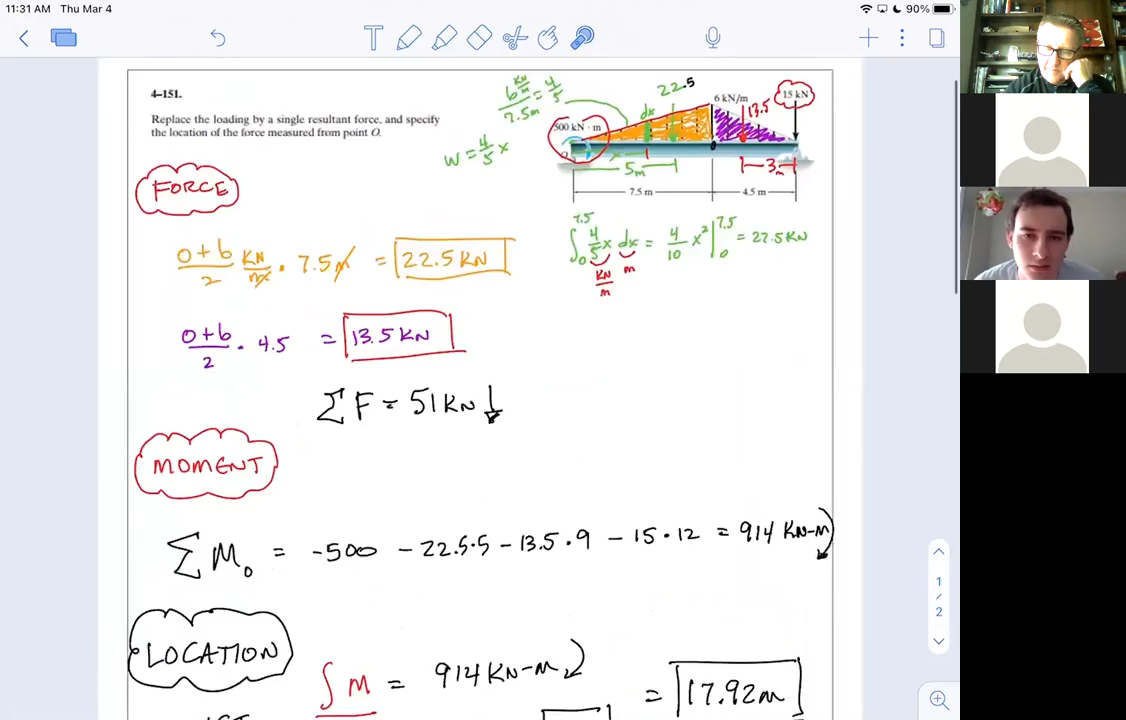 11:31 AM Thu Mar 4
90%
4-151.
Replace the loading by a single resultant force, and specify
the location of the force measured from point O.
6 KN/m / 7.5m = 4/5
W = 4/5 x
22.5
dx
6 kN/m
15 kN
13.5
500 kN · m
O
x
5m
3m
7.5 m
4.5 m
FORCE
∫₀^7.5 4/5 x dx = 4/10 x² |₀^7.5 = 22.5 KN
KN/m m
0+6/2 KN/m · 7.5m = 22.5 KN
0+6/2 · 4.5 = 13.5 KN
ΣF = 51 KN ↓
MOMENT
ΣM₀ = -500 - 22.5·5 - 13.5·9 - 15·12 = 914 KN-M
LOCATION
∫M = 914 KN-M
= 17.92m
1
/
2